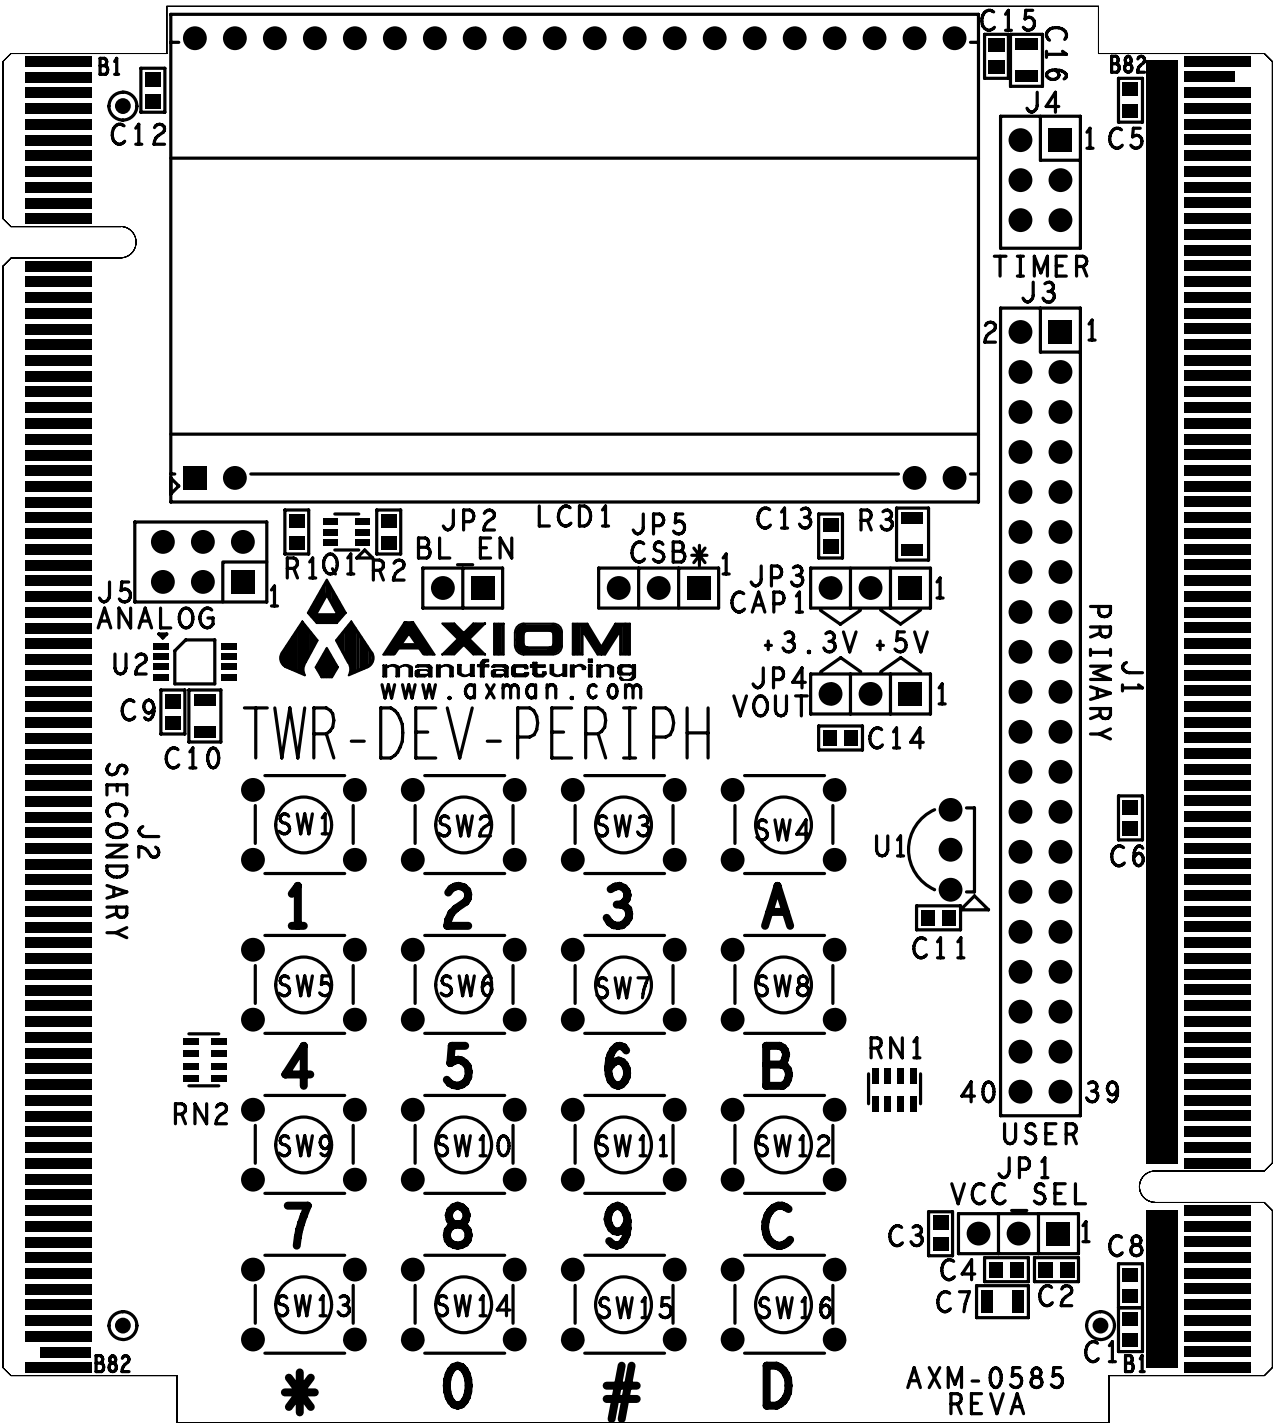 C15
C16
B1
B82
C12
J4
1
C5
TIMER
J3
2
1
LCD1
JP2
BL_EN
JP5
CSB*
1
C13
R3
R1
Q1
R2
J5
1
ANALOG
JP3
CAP1
1
+3.3V +5V
JP4
VOUT
1
C14
U2
C9
C10
AXIOM
manufacturing
www.axman.com
TWR-DEV-PERIPH
PRIMARY
J1
SECONDARY
J2
SW1 SW2 SW3 SW4
1 2 3 A
U1
C11
C6
SW5 SW6 SW7 SW8
4 5 6 B
RN2
RN1
40
39
USER
SW9 SW10 SW11 SW12
7 8 9 C
JP1
VCC_SEL
1
C3
C4
C2
C7
C8
C1
B1
SW13 SW14 SW15 SW16
* 0 # D
B82
AXM-0585
REVA